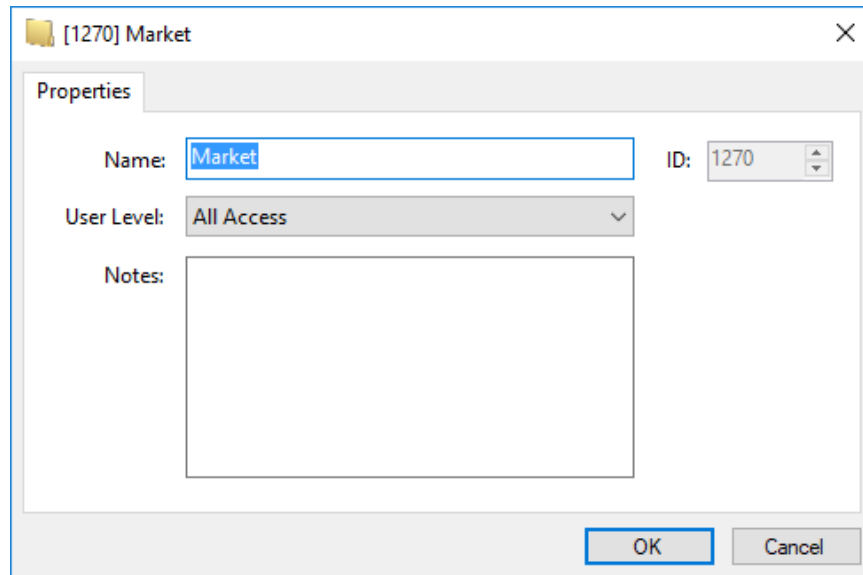 [1270] Market
Properties
Name: Market ID: 1270
User Level: All Access
Notes:
OK Cancel